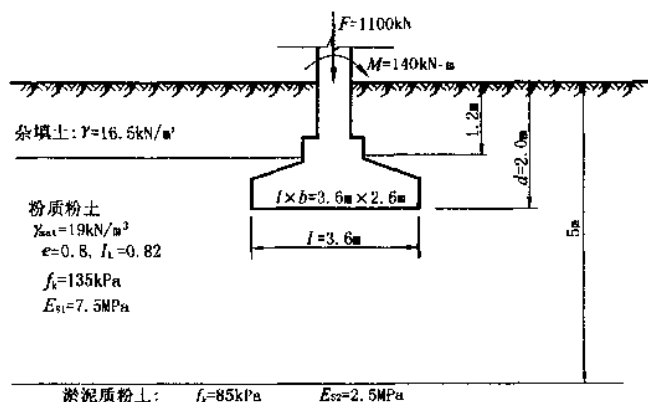 F=1100kN
M=140kN-m
杂填土: γ=16.5kN/m³
1.2m
d=2.0m
l×b=3.6m×2.6m
粉质粉土
γsat=19kN/m³
e=0.8, IL=0.82
l=3.6m
5m
fk=135kPa
ES1=7.5MPa
淤泥质粉土: fk=85kPa ES2=2.5MPa